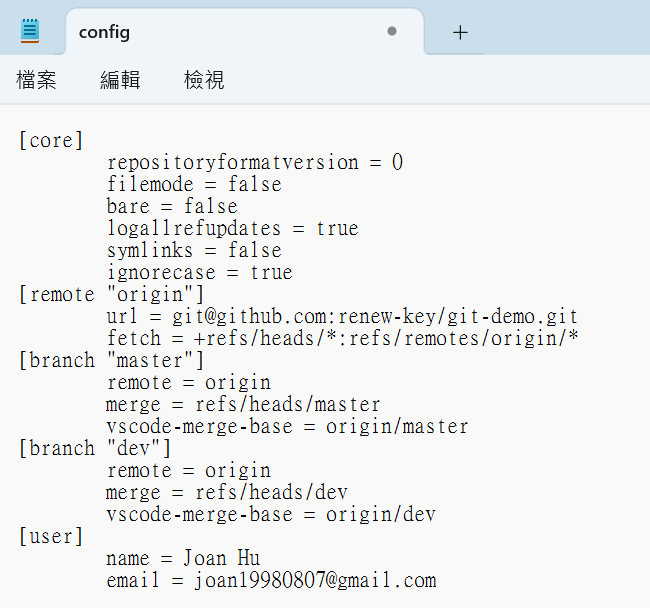 config
檔案 編輯 檢視
[core]
repositoryformatversion = 0
filemode = false
bare = false
logallrefupdates = true
symlinks = false
ignorecase = true
[remote "origin"]
url = git@github.com:renew-key/git-demo.git
fetch = +refs/heads/*:refs/remotes/origin/*
[branch "master"]
remote = origin
merge = refs/heads/master
vscode-merge-base = origin/master
[branch "dev"]
remote = origin
merge = refs/heads/dev
vscode-merge-base = origin/dev
[user]
name = Joan Hu
email = joan19980807@gmail.com